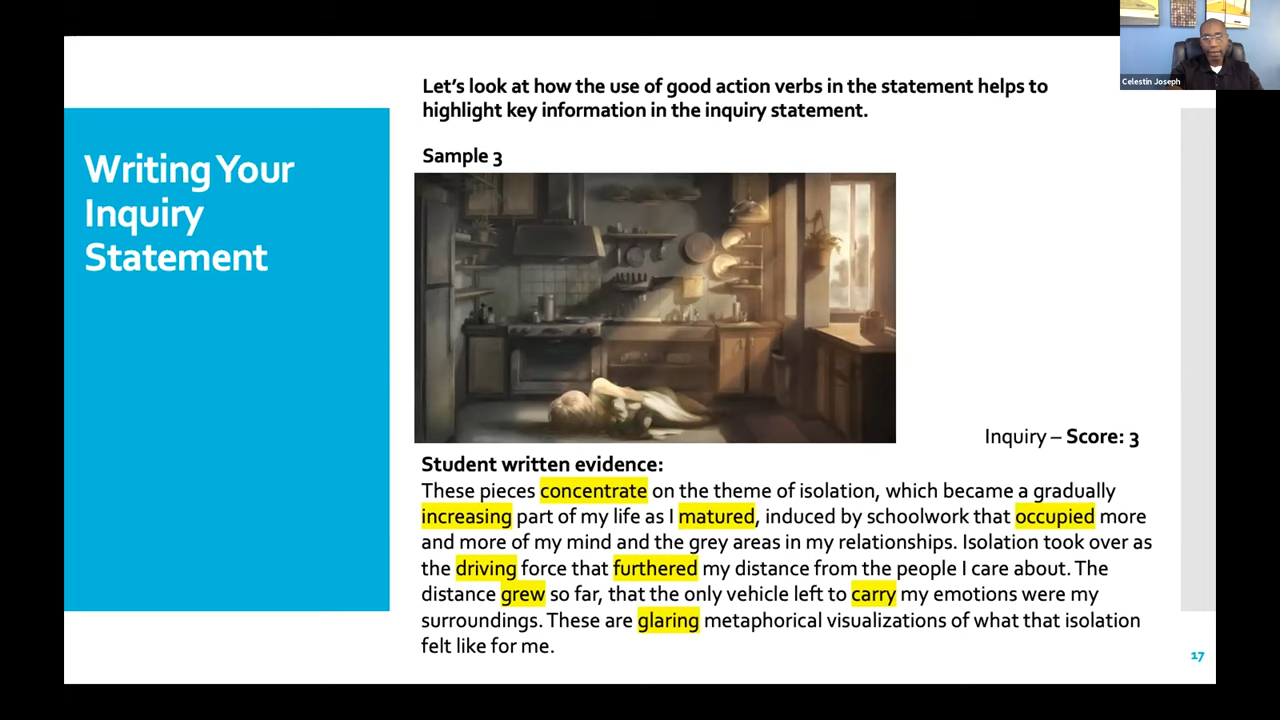 Celestin Joseph
Let's look at how the use of good action verbs in the statement helps to
highlight key information in the inquiry statement.
Writing Your
Inquiry
Statement
Sample 3
Inquiry – Score: 3
Student written evidence:
These pieces concentrate on the theme of isolation, which became a gradually
increasing part of my life as I matured, induced by schoolwork that occupied more
and more of my mind and the grey areas in my relationships. Isolation took over as
the driving force that furthered my distance from the people I care about. The
distance grew so far, that the only vehicle left to carry my emotions were my
surroundings. These are glaring metaphorical visualizations of what that isolation
felt like for me.
17